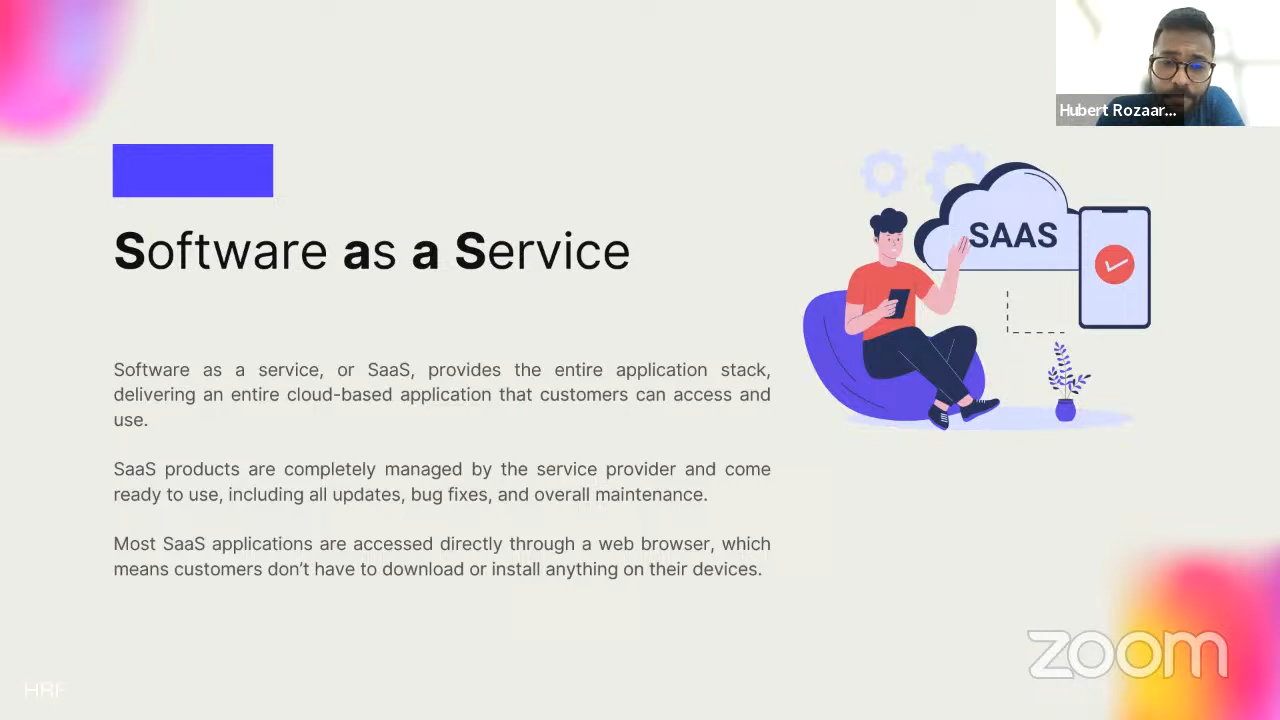 Hubert Rozaar...
Software as a Service
SAAS
Software as a service, or SaaS, provides the entire application stack,
delivering an entire cloud-based application that customers can access and
use.
SaaS products are completely managed by the service provider and come
ready to use, including all updates, bug fixes, and overall maintenance.
Most SaaS applications are accessed directly through a web browser, which
means customers don’t have to download or install anything on their devices.
zoom